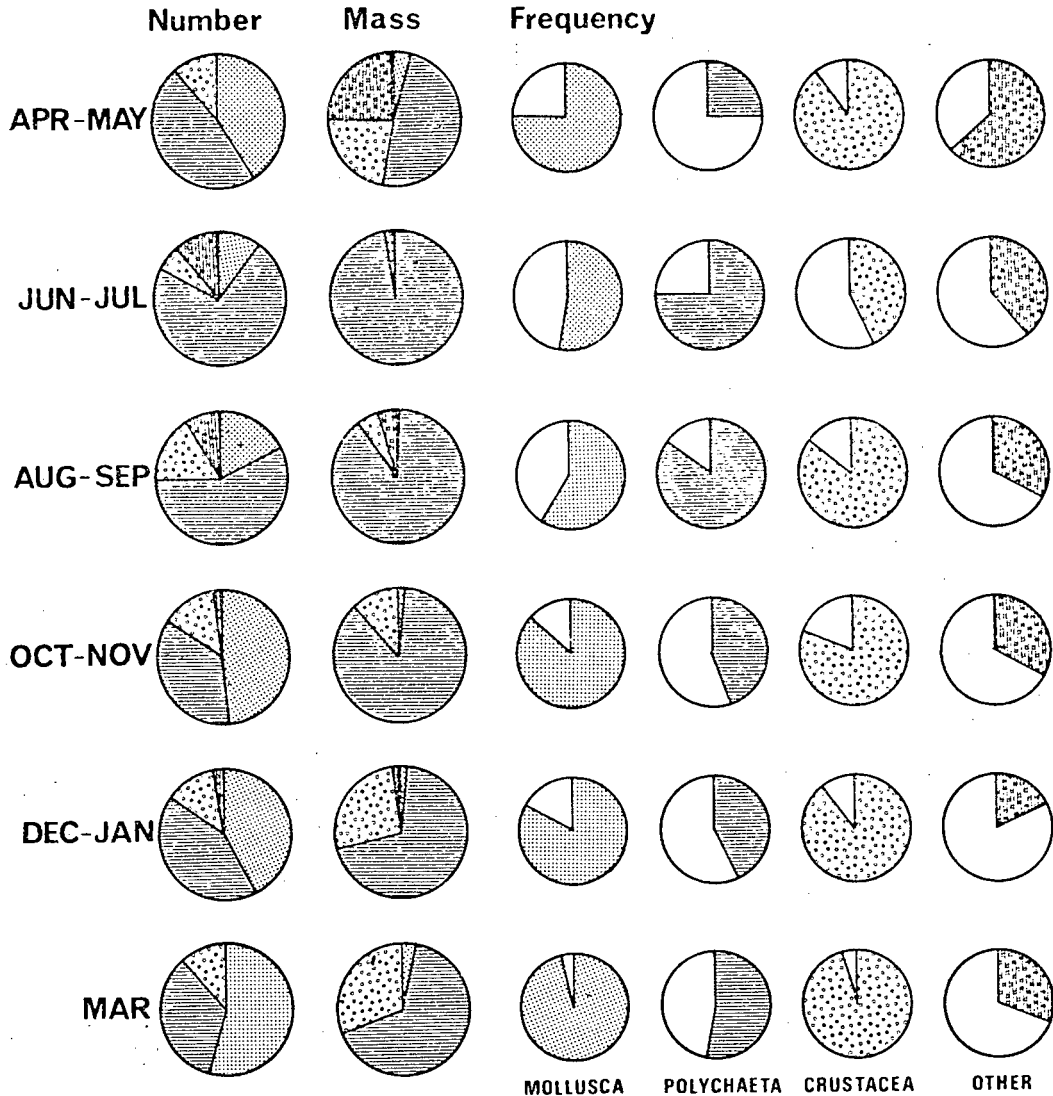 Number Mass Frequency
APR-MAY
JUN-JUL
AUG-SEP
OCT-NOV
DEC-JAN
MAR
MOLLUSCA POLYCHAETA CRUSTACEA OTHER